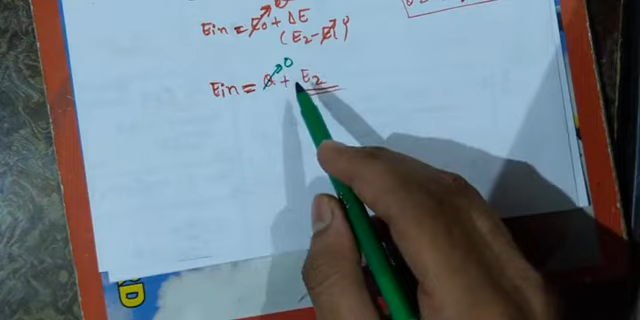 Ein = E0 + ΔE
(E2 - E1)
Ein = Q 0 + E2
D